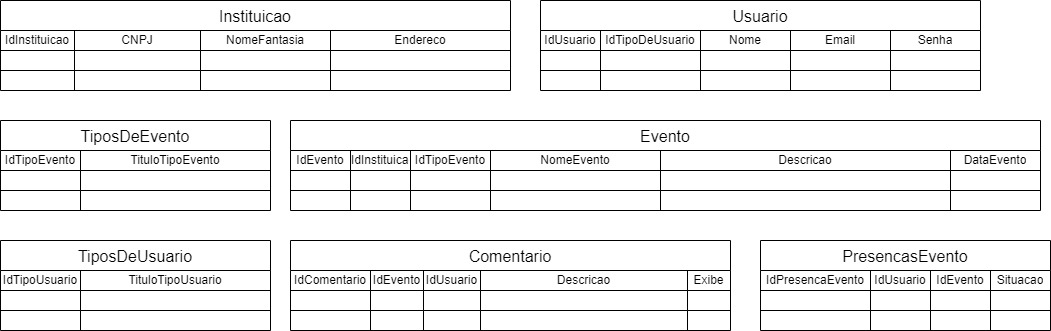 Instituicao
IdInstituicao CNPJ NomeFantasia Endereco
Usuario
IdUsuario IdTipoDeUsuario Nome Email Senha
TiposDeEvento
IdTipoEvento TituloTipoEvento
Evento
IdEvento IdInstituica IdTipoEvento NomeEvento Descricao DataEvento
TiposDeUsuario
IdTipoUsuario TituloTipoUsuario
Comentario
IdComentario IdEvento IdUsuario Descricao Exibe
PresencasEvento
IdPresencaEvento IdUsuario IdEvento Situacao